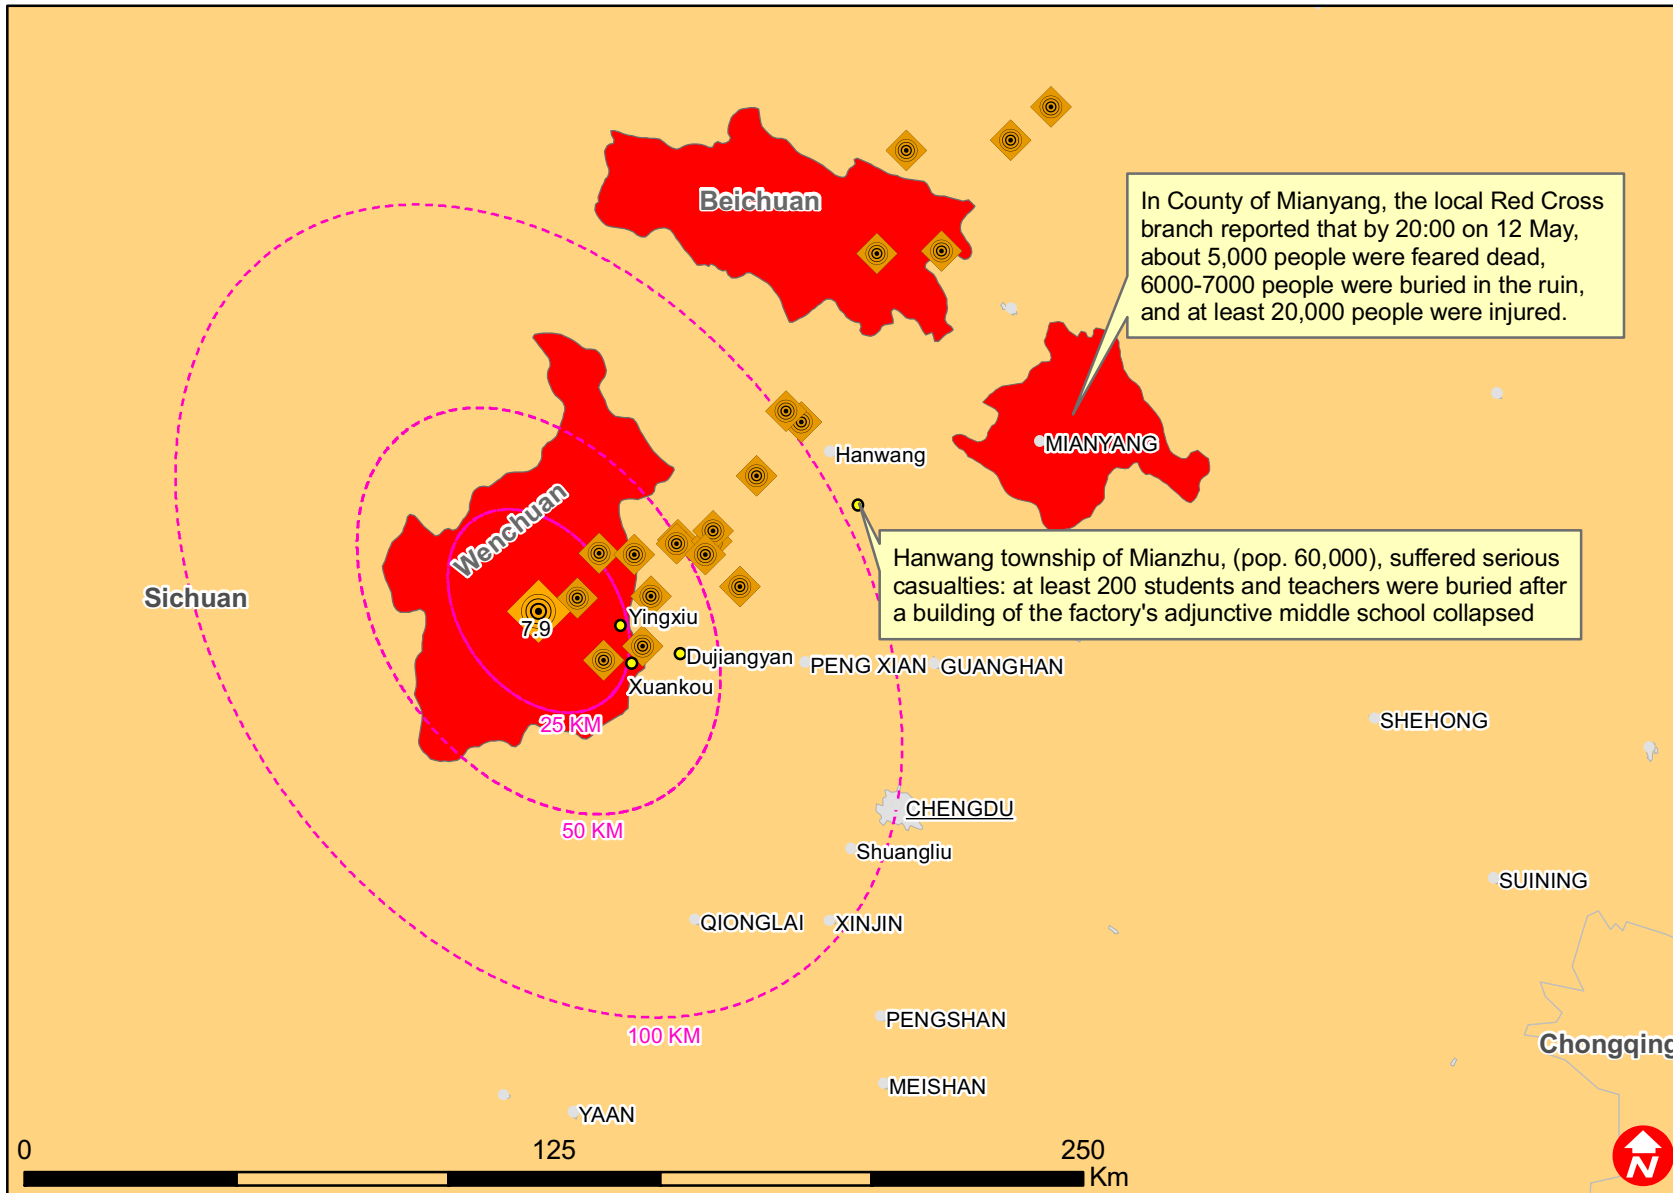 Beichuan
In County of Mianyang, the local Red Cross
branch reported that by 20:00 on 12 May,
about 5,000 people were feared dead,
6000-7000 people were buried in the ruin,
and at least 20,000 people were injured.
MIANYANG
Hanwang
Wenchuan
Hanwang township of Mianzhu, (pop. 60,000), suffered serious
casualties: at least 200 students and teachers were buried after
a building of the factory's adjunctive middle school collapsed
Sichuan
7.9
Yingxiu
Dujiangyan
PENG XIAN
GUANGHAN
Xuankou
25 KM
SHEHONG
CHENGDU
50 KM
Shuangliu
SUINING
QIONGLAI
XINJIN
PENGSHAN
100 KM
Chongqing
MEISHAN
YAAN
0 125 250
Km
N